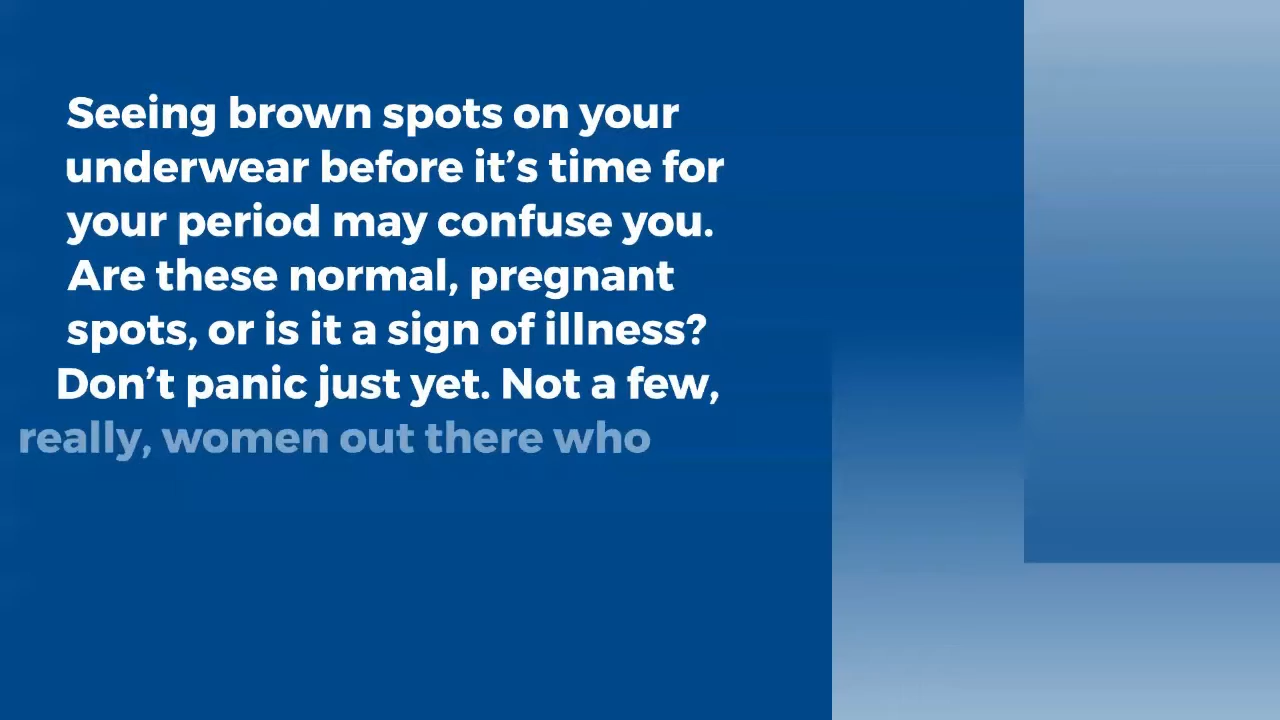 Seeing brown spots on your
underwear before it’s time for
your period may confuse you.
Are these normal, pregnant
spots, or is it a sign of illness?
Don’t panic just yet. Not a few,
really, women out there who